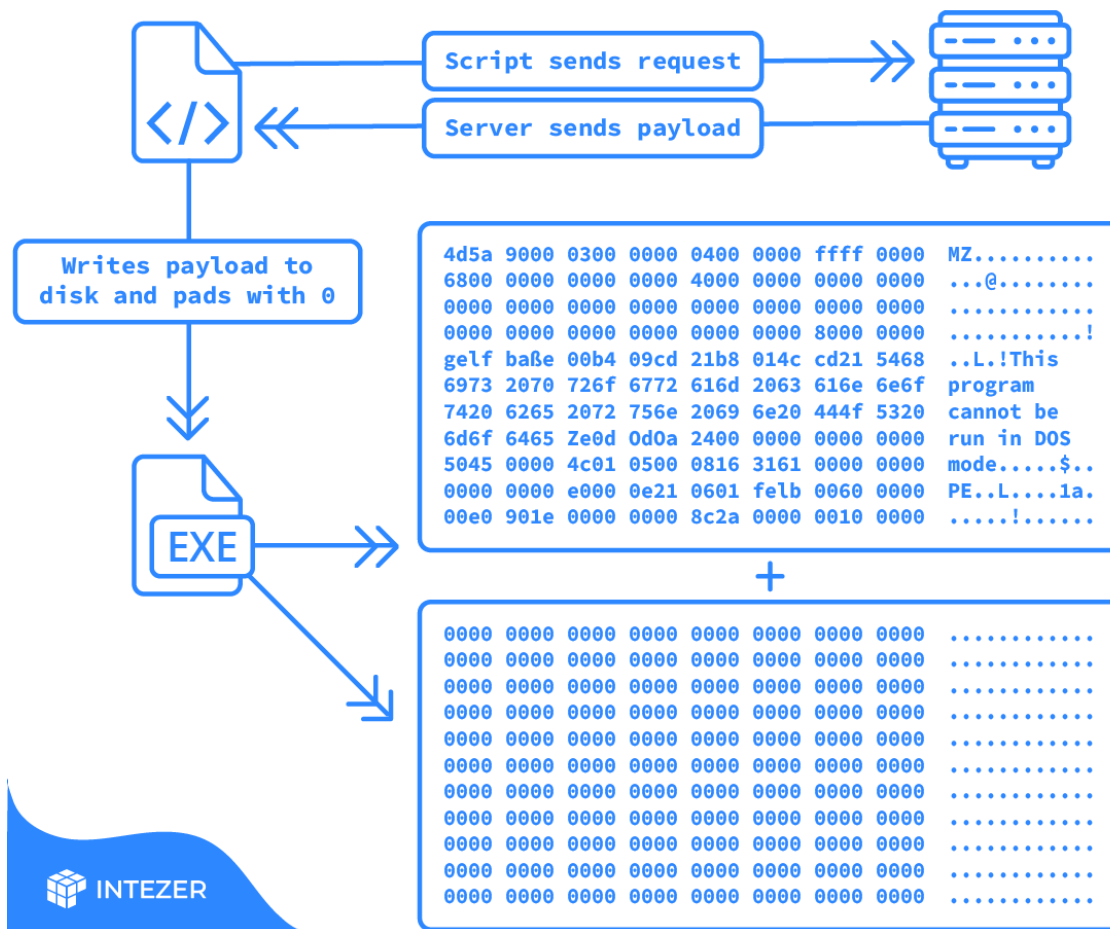 Script sends request
</>
Server sends payload
Writes payload to
disk and pads with 0
4d5a 9000 0300 0000 0400 0000 ffff 0000 MZ..........
6800 0000 0000 0000 4000 0000 0000 0000 ...@........
0000 0000 0000 0000 0000 0000 0000 0000 ............
0000 0000 0000 0000 0000 0000 8000 0000 ...........!
gelf baße 00b4 09cd 21b8 014c cd21 5468 ..L.!This
6973 2070 726f 6772 616d 2063 616e 6e6f program
7420 6265 2072 756e 2069 6e20 444f 5320 cannot be
6d6f 6465 Ze0d OdOa 2400 0000 0000 0000 run in DOS
5045 0000 4c01 0500 0816 3161 0000 0000 mode.....$..
0000 0000 e000 0e21 0601 felb 0060 0000 PE..L....1a.
00e0 901e 0000 0000 8c2a 0000 0010 0000 .....!......
EXE
+
0000 0000 0000 0000 0000 0000 0000 0000 ............
0000 0000 0000 0000 0000 0000 0000 0000 ............
0000 0000 0000 0000 0000 0000 0000 0000 ............
0000 0000 0000 0000 0000 0000 0000 0000 ............
0000 0000 0000 0000 0000 0000 0000 0000 ............
0000 0000 0000 0000 0000 0000 0000 0000 ............
0000 0000 0000 0000 0000 0000 0000 0000 ............
0000 0000 0000 0000 0000 0000 0000 0000 ............
0000 0000 0000 0000 0000 0000 0000 0000 ............
0000 0000 0000 0000 0000 0000 0000 0000 ............
0000 0000 0000 0000 0000 0000 0000 0000 ............
INTEZER